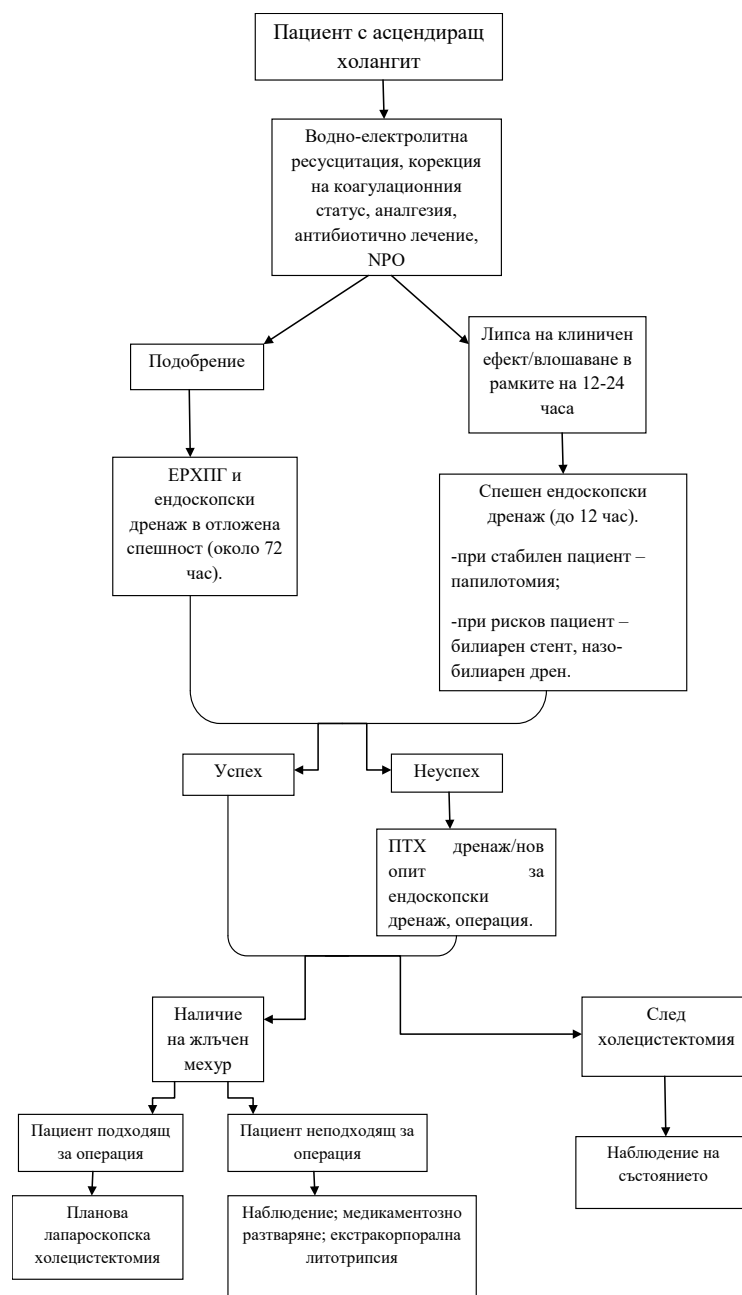 Пациент с асцендиращ
холангит
Водно-електролитна
ресусцитация, корекция
на коагулационния
статус, аналгезия,
антибиотично лечение,
NPO
Подобрение
Липса на клиничен
ефект/влошаване в
рамките на 12-24
часа
ЕРХПГ и
ендоскопски
дренаж в отложена
спешност (около 72
час).
Спешен ендоскопски
дренаж (до 12 час).
-при стабилен пациент –
папилотомия;
-при рисков пациент –
билиарен стент, назо-
билиарен дрен.
Успех
Неуспех
ПТХ дренаж/нов
опит за
ендоскопски
дренаж, операция.
Наличие
на жлъчен
мехур
След
холецистектомия
Пациент подходящ
за операция
Пациент неподходящ за
операция
Наблюдение на
състоянието
Планова
лапароскопска
холецистектомия
Наблюдение; медикаментозно
разтваряне; екстракорпорална
литотрипсия